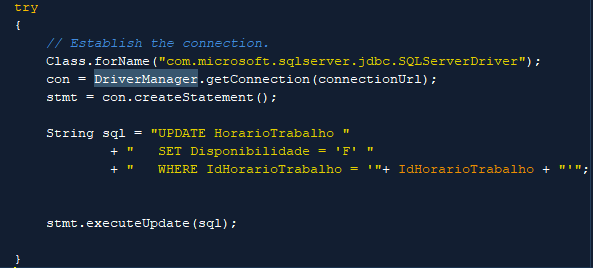 try
{
// Establish the connection.
Class.forName("com.microsoft.sqlserver.jdbc.SQLServerDriver");
con = DriverManager.getConnection(connectionUrl);
stmt = con.createStatement();
String sql = "UPDATE HorarioTrabalho "
+ "   SET Disponibilidade = 'F' "
+ "   WHERE IdHorarioTrabalho = '"+ IdHorarioTrabalho + "'";
stmt.executeUpdate(sql);
}